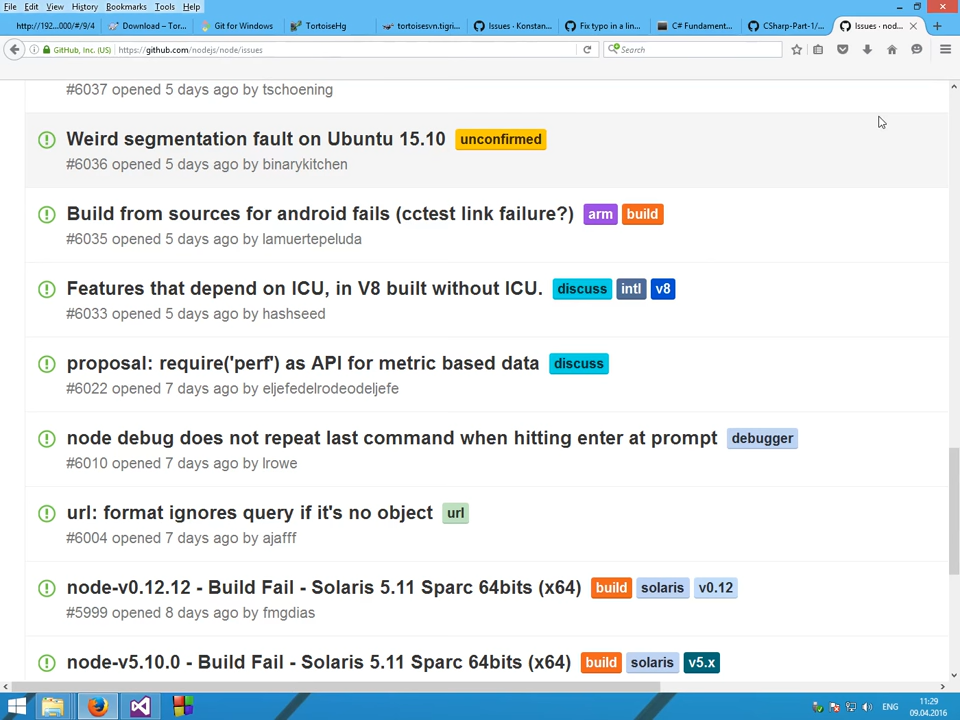 File Edit View History Bookmarks Tools Help
http://192...000/#/9/4 Download – Tor... Git for Windows TortoiseHg tortoisesvn.tigri... Issues · Konstan... Fix typo in a lin... C# Fundament... CSharp-Part-1/... Issues · nod...
GitHub, Inc. (US) https://github.com/nodejs/node/issues Search
#6037 opened 5 days ago by tschoening
Weird segmentation fault on Ubuntu 15.10 unconfirmed
#6036 opened 5 days ago by binarykitchen
Build from sources for android fails (cctest link failure?) arm build
#6035 opened 5 days ago by lamuertepeluda
Features that depend on ICU, in V8 built without ICU. discuss intl v8
#6033 opened 5 days ago by hashseed
proposal: require('perf') as API for metric based data discuss
#6022 opened 7 days ago by eljefedelrodeodeljefe
node debug does not repeat last command when hitting enter at prompt debugger
#6010 opened 7 days ago by lrowe
url: format ignores query if it's no object url
#6004 opened 7 days ago by ajafff
node-v0.12.12 - Build Fail - Solaris 5.11 Sparc 64bits (x64) build solaris v0.12
#5999 opened 8 days ago by fmgdias
node-v5.10.0 - Build Fail - Solaris 5.11 Sparc 64bits (x64) build solaris v5.x
ENG 11:29
09.04.2016